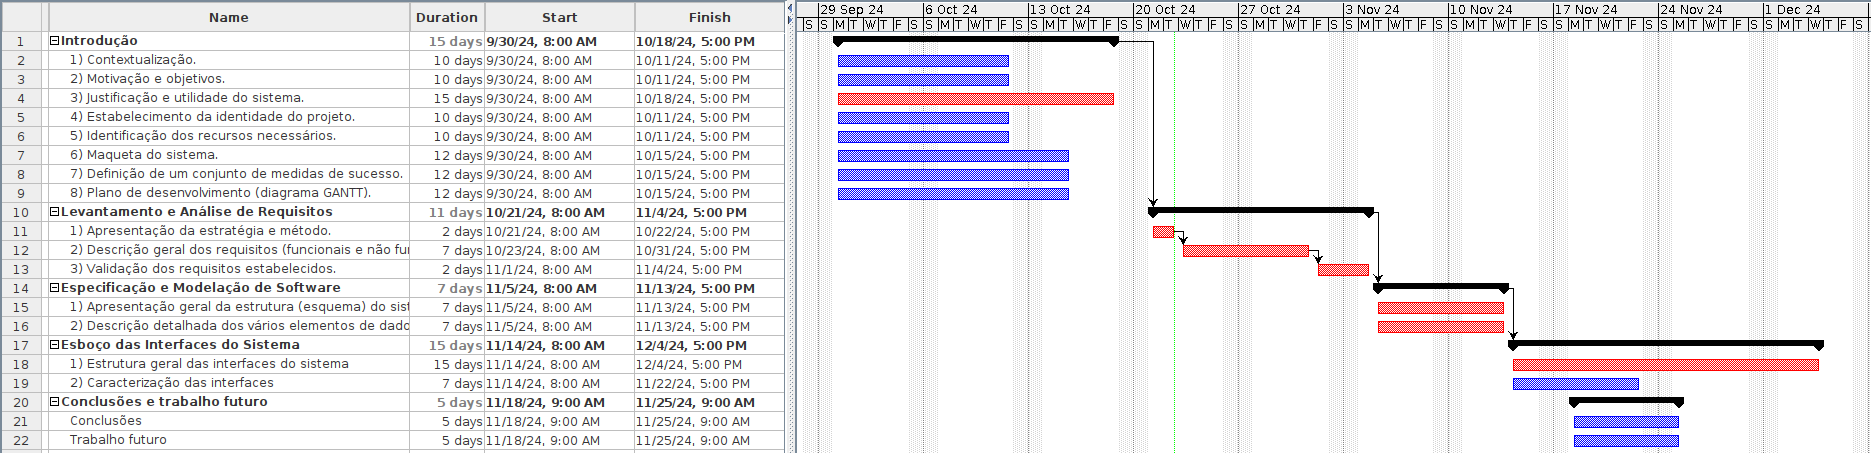 Name Duration Start Finish
29 Sep 24 6 Oct 24 13 Oct 24 20 Oct 24 27 Oct 24 3 Nov 24 10 Nov 24 17 Nov 24 24 Nov 24 1 Dec 24
S S M T W T F S S M T W T F S S M T W T F S S M T W T F S S M T W T F S S M T W T F S S M T W T F S S M T W T F S S M T W T F S S M T W T F S
1 Introdução 15 days 9/30/24, 8:00 AM 10/18/24, 5:00 PM
2 1) Contextualização. 10 days 9/30/24, 8:00 AM 10/11/24, 5:00 PM
3 2) Motivação e objetivos. 10 days 9/30/24, 8:00 AM 10/11/24, 5:00 PM
4 3) Justificação e utilidade do sistema. 15 days 9/30/24, 8:00 AM 10/18/24, 5:00 PM
5 4) Estabelecimento da identidade do projeto. 10 days 9/30/24, 8:00 AM 10/11/24, 5:00 PM
6 5) Identificação dos recursos necessários. 10 days 9/30/24, 8:00 AM 10/11/24, 5:00 PM
7 6) Maqueta do sistema. 12 days 9/30/24, 8:00 AM 10/15/24, 5:00 PM
8 7) Definição de um conjunto de medidas de sucesso. 12 days 9/30/24, 8:00 AM 10/15/24, 5:00 PM
9 8) Plano de desenvolvimento (diagrama GANTT). 12 days 9/30/24, 8:00 AM 10/15/24, 5:00 PM
10 Levantamento e Análise de Requisitos 11 days 10/21/24, 8:00 AM 11/4/24, 5:00 PM
11 1) Apresentação da estratégia e método. 2 days 10/21/24, 8:00 AM 10/22/24, 5:00 PM
12 2) Descrição geral dos requisitos (funcionais e não fu 7 days 10/23/24, 8:00 AM 10/31/24, 5:00 PM
13 3) Validação dos requisitos estabelecidos. 2 days 11/1/24, 8:00 AM 11/4/24, 5:00 PM
14 Especificação e Modelação de Software 7 days 11/5/24, 8:00 AM 11/13/24, 5:00 PM
15 1) Apresentação geral da estrutura (esquema) do sist 7 days 11/5/24, 8:00 AM 11/13/24, 5:00 PM
16 2) Descrição detalhada dos vários elementos de dado 7 days 11/5/24, 8:00 AM 11/13/24, 5:00 PM
17 Esboço das Interfaces do Sistema 15 days 11/14/24, 8:00 AM 12/4/24, 5:00 PM
18 1) Estrutura geral das interfaces do sistema 15 days 11/14/24, 8:00 AM 12/4/24, 5:00 PM
19 2) Caracterização das interfaces 7 days 11/14/24, 8:00 AM 11/22/24, 5:00 PM
20 Conclusões e trabalho futuro 5 days 11/18/24, 9:00 AM 11/25/24, 9:00 AM
21 Conclusões 5 days 11/18/24, 9:00 AM 11/25/24, 9:00 AM
22 Trabalho futuro 5 days 11/18/24, 9:00 AM 11/25/24, 9:00 AM